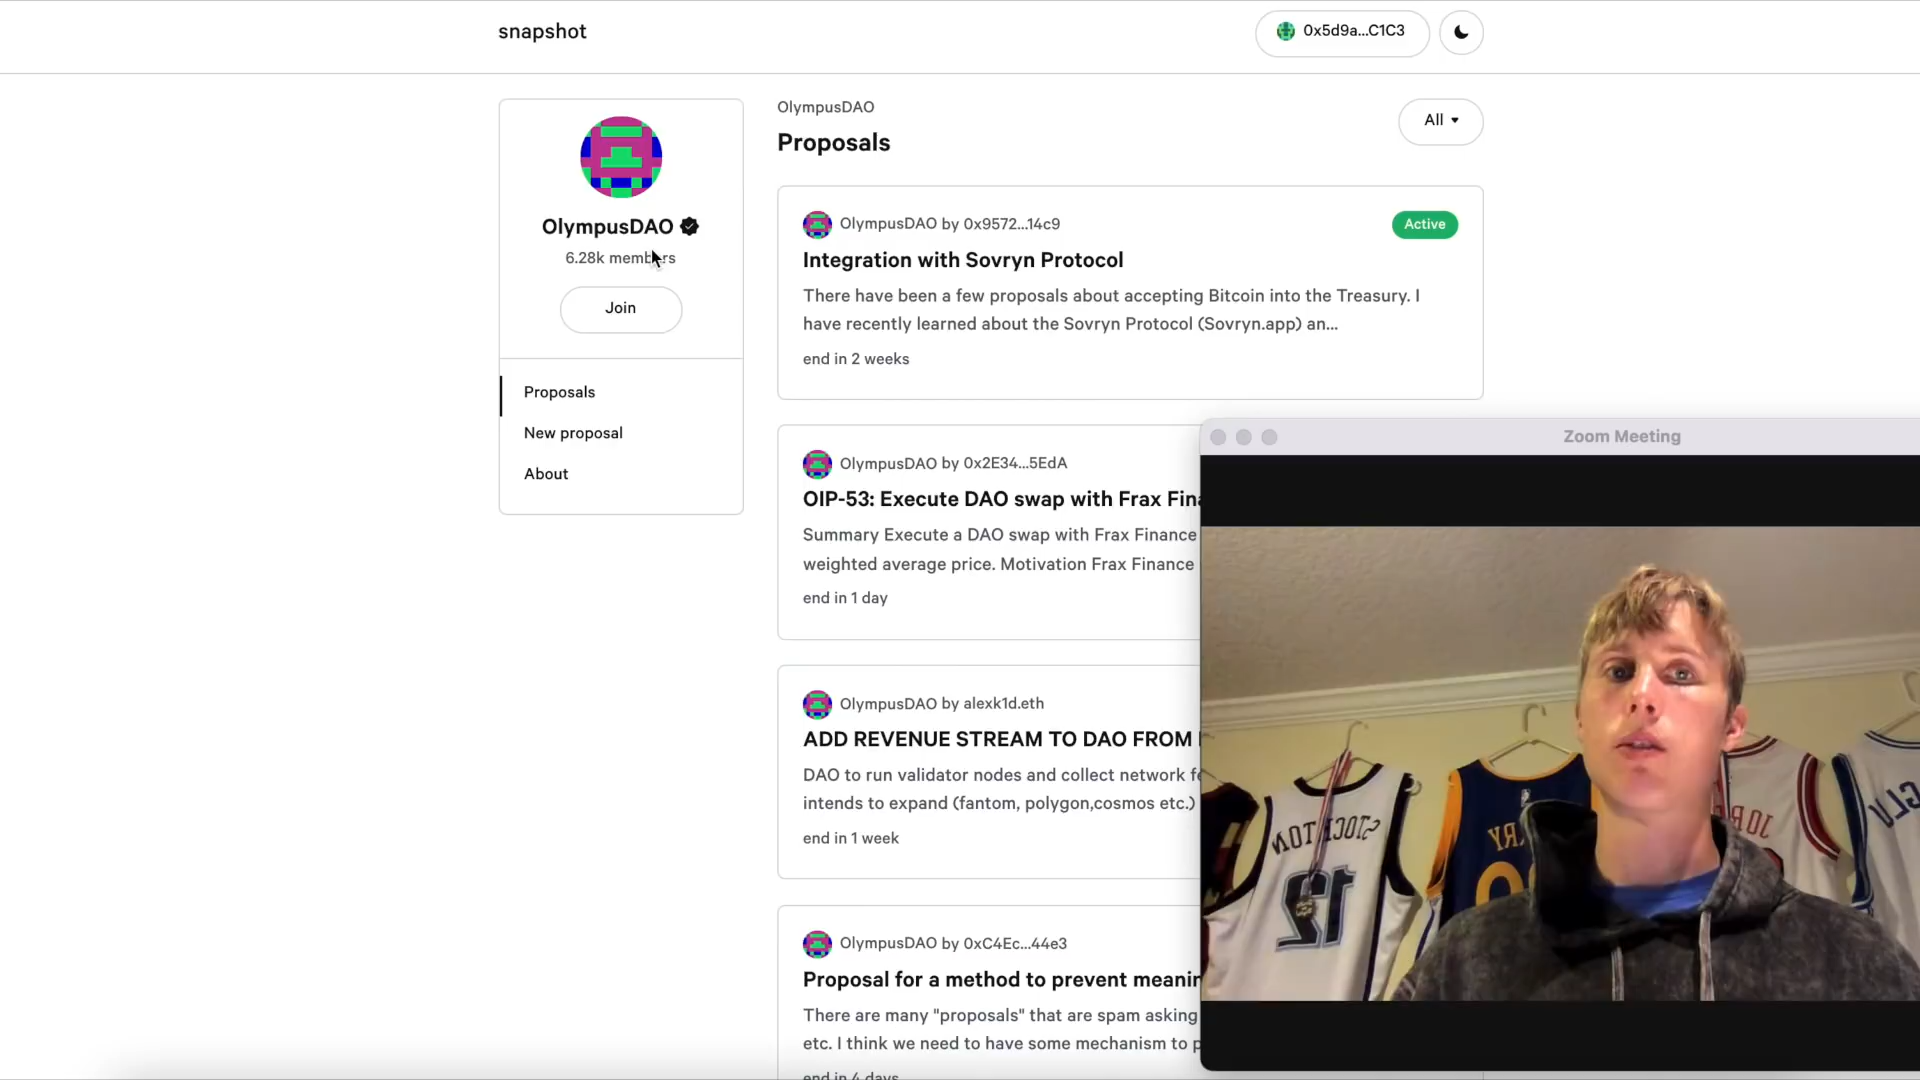 snapshot
0x5d9a...C1C3
OlympusDAO
6.28k members
Join
Proposals
New proposal
About
OlympusDAO
Proposals
All
OlympusDAO by 0x9572...14c9
Active
Integration with Sovryn Protocol
There have been a few proposals about accepting Bitcoin into the Treasury. I
have recently learned about the Sovryn Protocol (Sovryn.app) an...
end in 2 weeks
OlympusDAO by 0x2E34...5EdA
OIP-53: Execute DAO swap with Frax
Summary Execute a DAO swap with Frax Finance
weighted average price. Motivation Frax Finance
end in 1 day
OlympusDAO by alexk1d.eth
ADD REVENUE STREAM TO DAO FROM
DAO to run validator nodes and collect network
intends to expand (fantom, polygon,cosmos etc.)
end in 1 week
OlympusDAO by 0xC4Ec...44e3
Proposal for a method to prevent
There are many "proposals" that are spam asking
etc. I think we need to have some mechanism to
end in 4 days
Zoom Meeting
STOCKTON
12